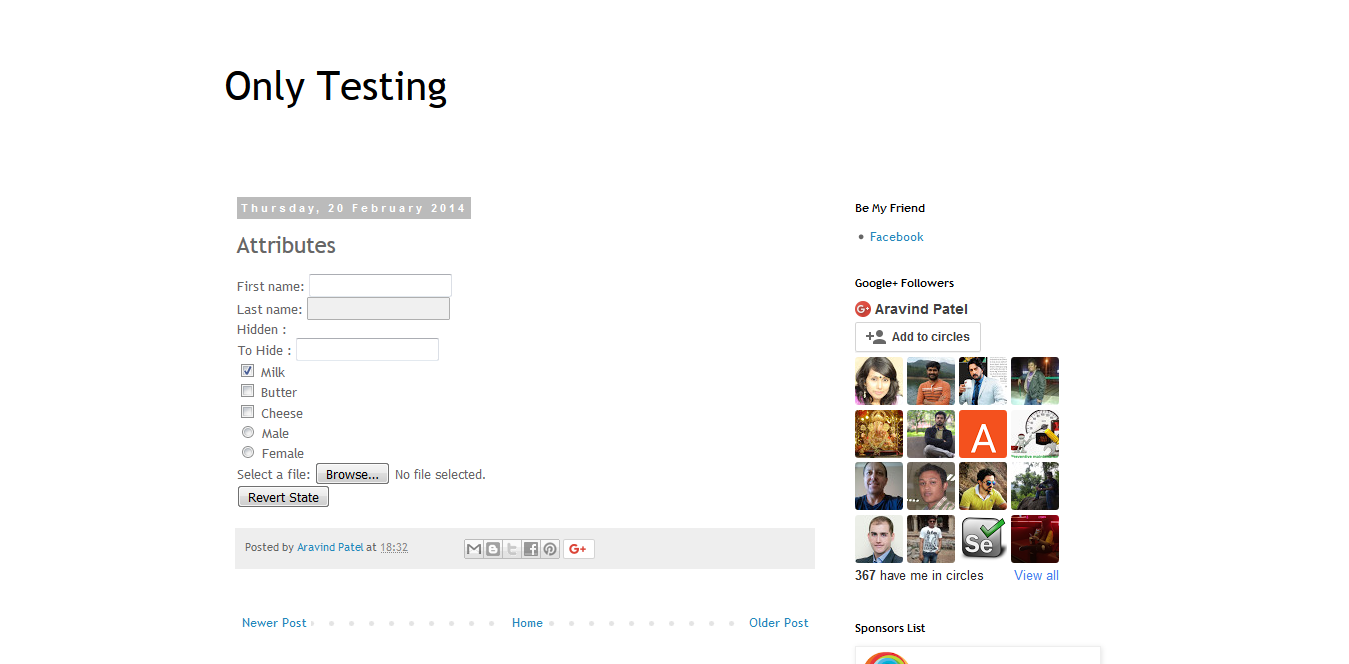 Only Testing
Thursday, 20 February 2014
Attributes
First name:
Last name:
Hidden :
To Hide :
Milk
Butter
Cheese
Male
Female
Select a file: Browse... No file selected.
Revert State
Posted by Aravind Patel at 18:32
G+
Newer Post
Home
Older Post
Be My Friend
Facebook
Google+ Followers
G+ Aravind Patel
Add to circles
A
Se
367 have me in circles
View all
Sponsors List